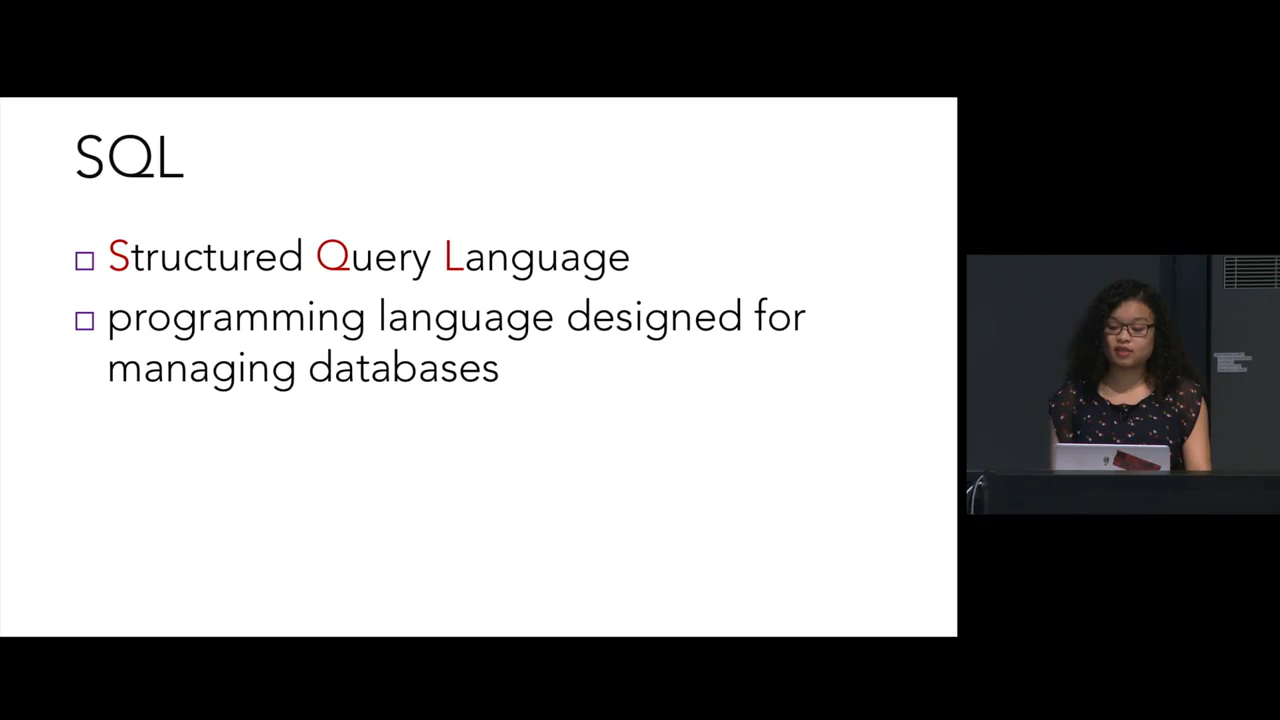 SQL
Structured Query Language
programming language designed for
managing databases